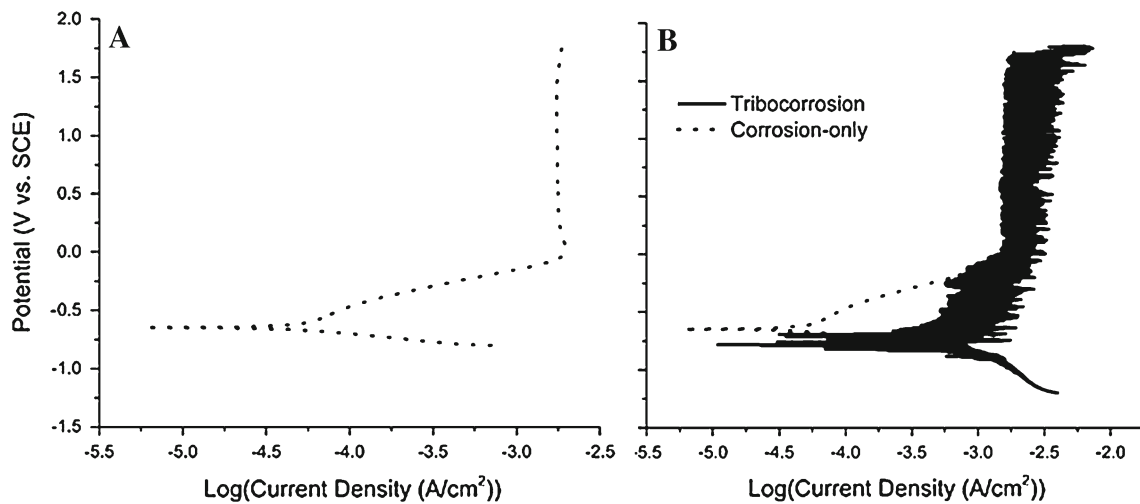 A
B
2.0
1.5
1.0
0.5
0.0
-0.5
-1.0
-1.5
Potential (V vs. SCE)
-5.5 -5.0 -4.5 -4.0 -3.5 -3.0 -2.5
Log(Current Density (A/cm²))
Tribocorrosion
Corrosion-only
-5.5 -5.0 -4.5 -4.0 -3.5 -3.0 -2.5 -2.0
Log(Current Density (A/cm²))